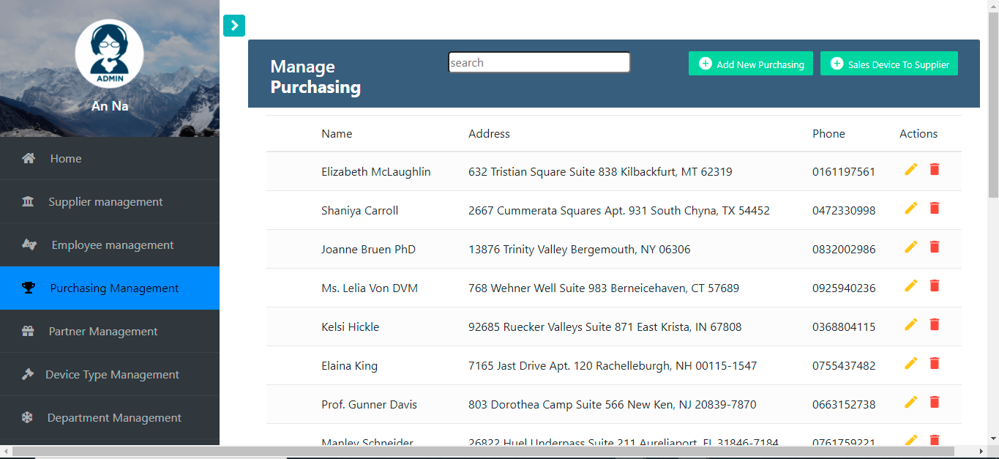 ADMIN
An Na
Home
Supplier management
Employee management
Purchasing Management
Partner Management
Device Type Management
Department Management
Manage
Purchasing
search
Add New Purchasing
Sales Device To Supplier
Name Address Phone Actions
Elizabeth McLaughlin 632 Tristian Square Suite 838 Kilbackfurt, MT 62319 0161197561
Shaniya Carroll 2667 Cummerata Squares Apt. 931 South Chyna, TX 54452 0472330998
Joanne Bruen PhD 13876 Trinity Valley Bergemouth, NY 06306 0832002986
Ms. Lelia Von DVM 768 Wehner Well Suite 983 Berneicehaven, CT 57689 0925940236
Kelsi Hickle 92685 Ruecker Valleys Suite 871 East Krista, IN 67808 0368804115
Elaina King 7165 Jast Drive Apt. 120 Rachelleburgh, NH 00115-1547 0755437482
Prof. Gunner Davis 803 Dorothea Camp Suite 566 New Ken, NJ 20839-7870 0663152738
Manley Schneider 26822 Huel Underpass Suite 211 Aureliaport, FL 31846-7184 0761759221